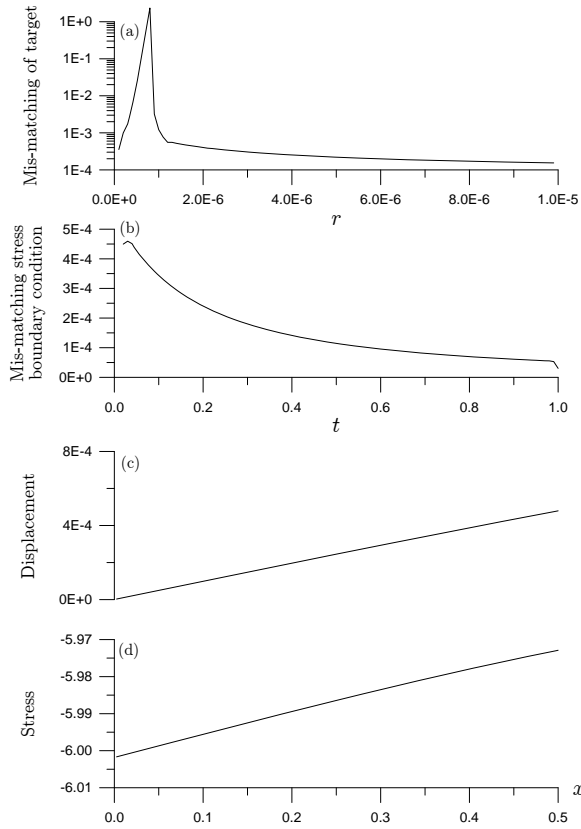 (a)
Mis-matching of target
1E+0
1E-1
1E-2
1E-3
1E-4
0.0E+0 2.0E-6 4.0E-6 6.0E-6 8.0E-6 1.0E-5
r
(b)
Mis-matching stress
boundary condition
5E-4
4E-4
3E-4
2E-4
1E-4
0E+0
0.0 0.2 0.4 0.6 0.8 1.0
t
(c)
Displacement
8E-4
4E-4
0E+0
(d)
Stress
-5.97
-5.98
-5.99
-6.00
-6.01
0.0 0.1 0.2 0.3 0.4 0.5
x